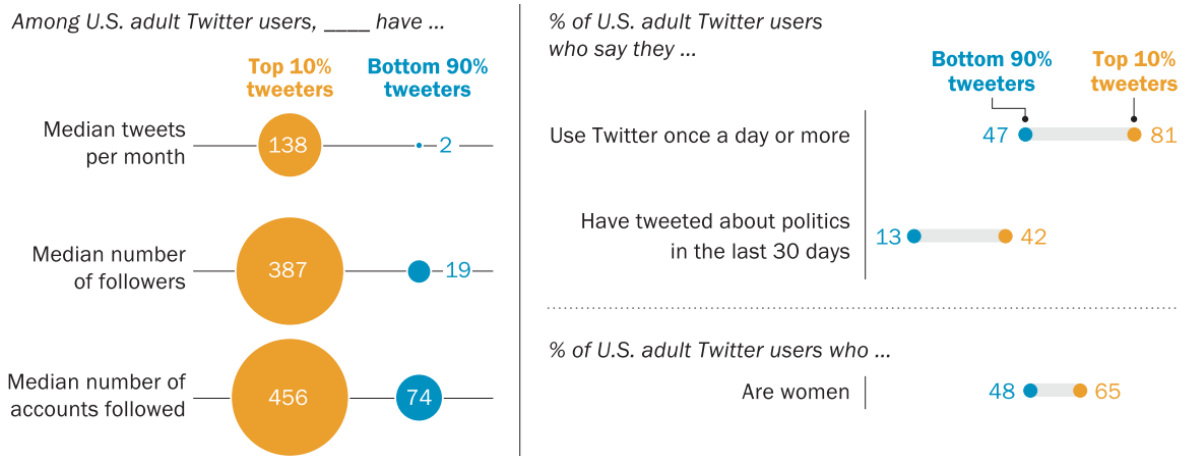 Among U.S. adult Twitter users, ____ have ...
Top 10%
tweeters
Bottom 90%
tweeters
Median tweets
per month
138
2
Median number
of followers
387
19
Median number of
accounts followed
456
74
% of U.S. adult Twitter users
who say they ...
Bottom 90%
tweeters
Top 10%
tweeters
Use Twitter once a day or more
47
81
Have tweeted about politics
in the last 30 days
13
42
% of U.S. adult Twitter users who ...
Are women
48
65